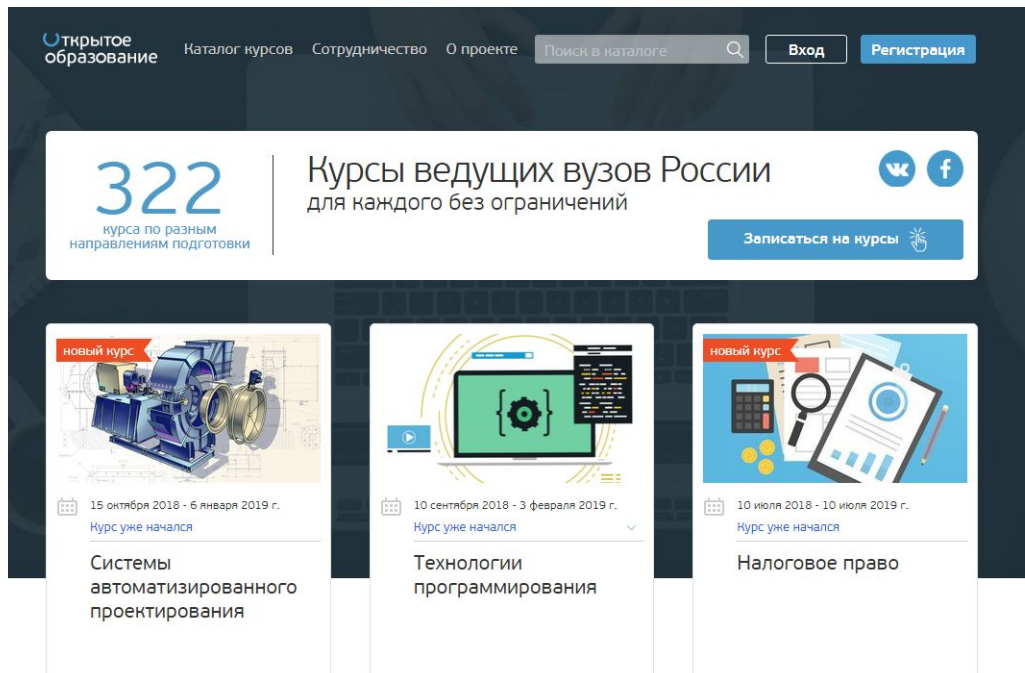 Открытое
образование
Каталог курсов Сотрудничество О проекте Поиск в каталоге Вход Регистрация
322
курса по разным
направлениям подготовки
Курсы ведущих вузов России
для каждого без ограничений
Записаться на курсы
новый курс
15 октября 2018 - 6 января 2019 г.
Курс уже начался
Системы
автоматизированного
проектирования
10 сентября 2018 - 3 февраля 2019 г.
Курс уже начался
Технологии
программирования
новый курс
10 июля 2018 - 10 июля 2019 г.
Курс уже начался
Налоговое право